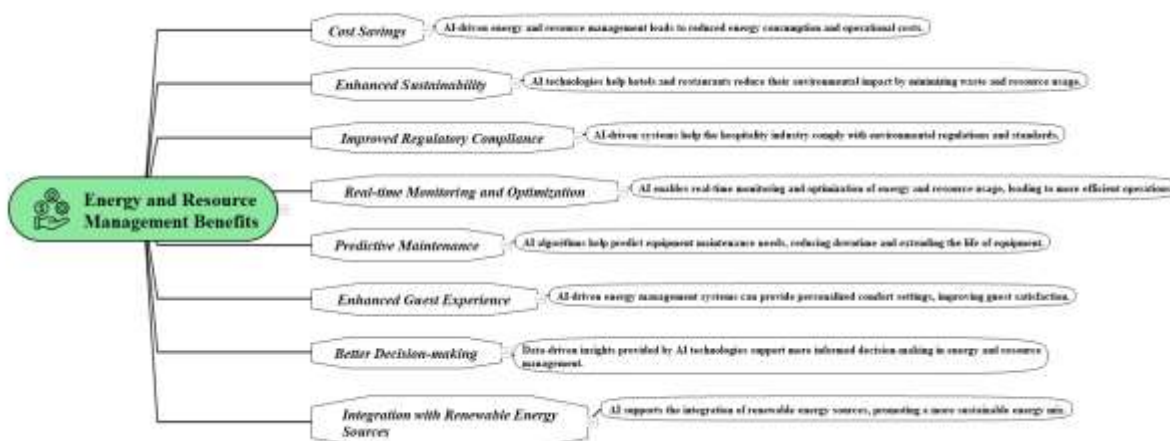 Cost Savings
AI-driven energy and resource management leads to reduced energy consumption and operational costs.
Enhanced Sustainability
AI technologies help hotels and restaurants reduce their environmental impact by minimizing waste and resource usage.
Improved Regulatory Compliance
AI-driven systems help the hospitality industry comply with environmental regulations and standards.
Energy and Resource
Management Benefits
Real-time Monitoring and Optimization
AI enables real-time monitoring and optimization of energy and resource usage, leading to more efficient operations
Predictive Maintenance
AI algorithms help predict equipment maintenance needs, reducing downtime and extending the life of equipment.
Enhanced Guest Experience
AI-driven energy management systems can provide personalized comfort settings, improving guest satisfaction.
Better Decision-making
Data-driven insights provided by AI technologies support more informed decision-making in energy and resource
management.
Integration with Renewable Energy
Sources
AI supports the integration of renewable energy sources, promoting a more sustainable energy mix.